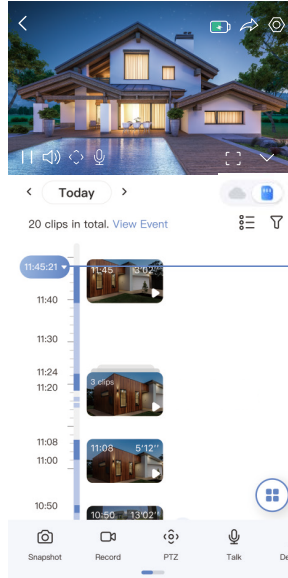 Today
20 clips in total. View Event
11:45:21
11:45 3'02"
11:40
11:30
11:24
3 clips
11:20
11:08
11:08 5'12"
11:00
10:50
10:50 13'02"
Snapshot Record PTZ Talk De